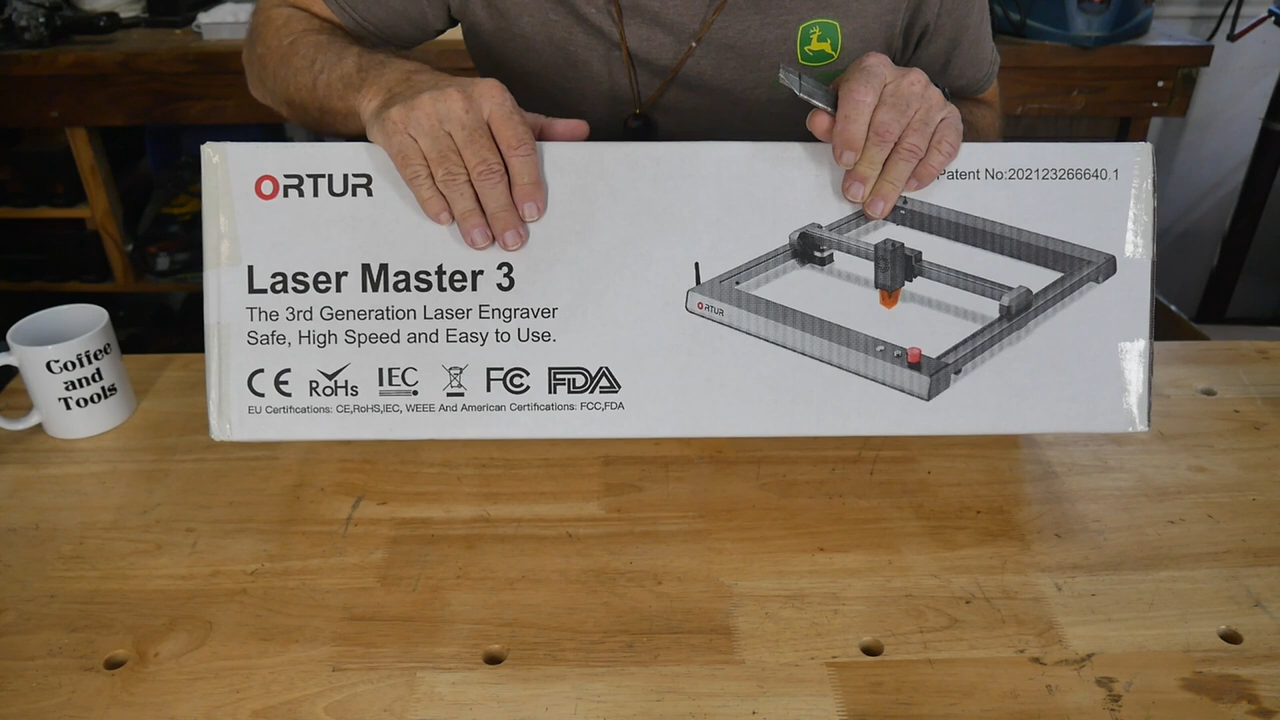 ORTUR
Patent No:202123266640.1
Laser Master 3
The 3rd Generation Laser Engraver
Safe, High Speed and Easy to Use.
CE RoHS IEC FC FDA
EU Certifications: CE,RoHS,IEC, WEEE And American Certifications: FCC,FDA
ORTUR
Coffee
and
Tools